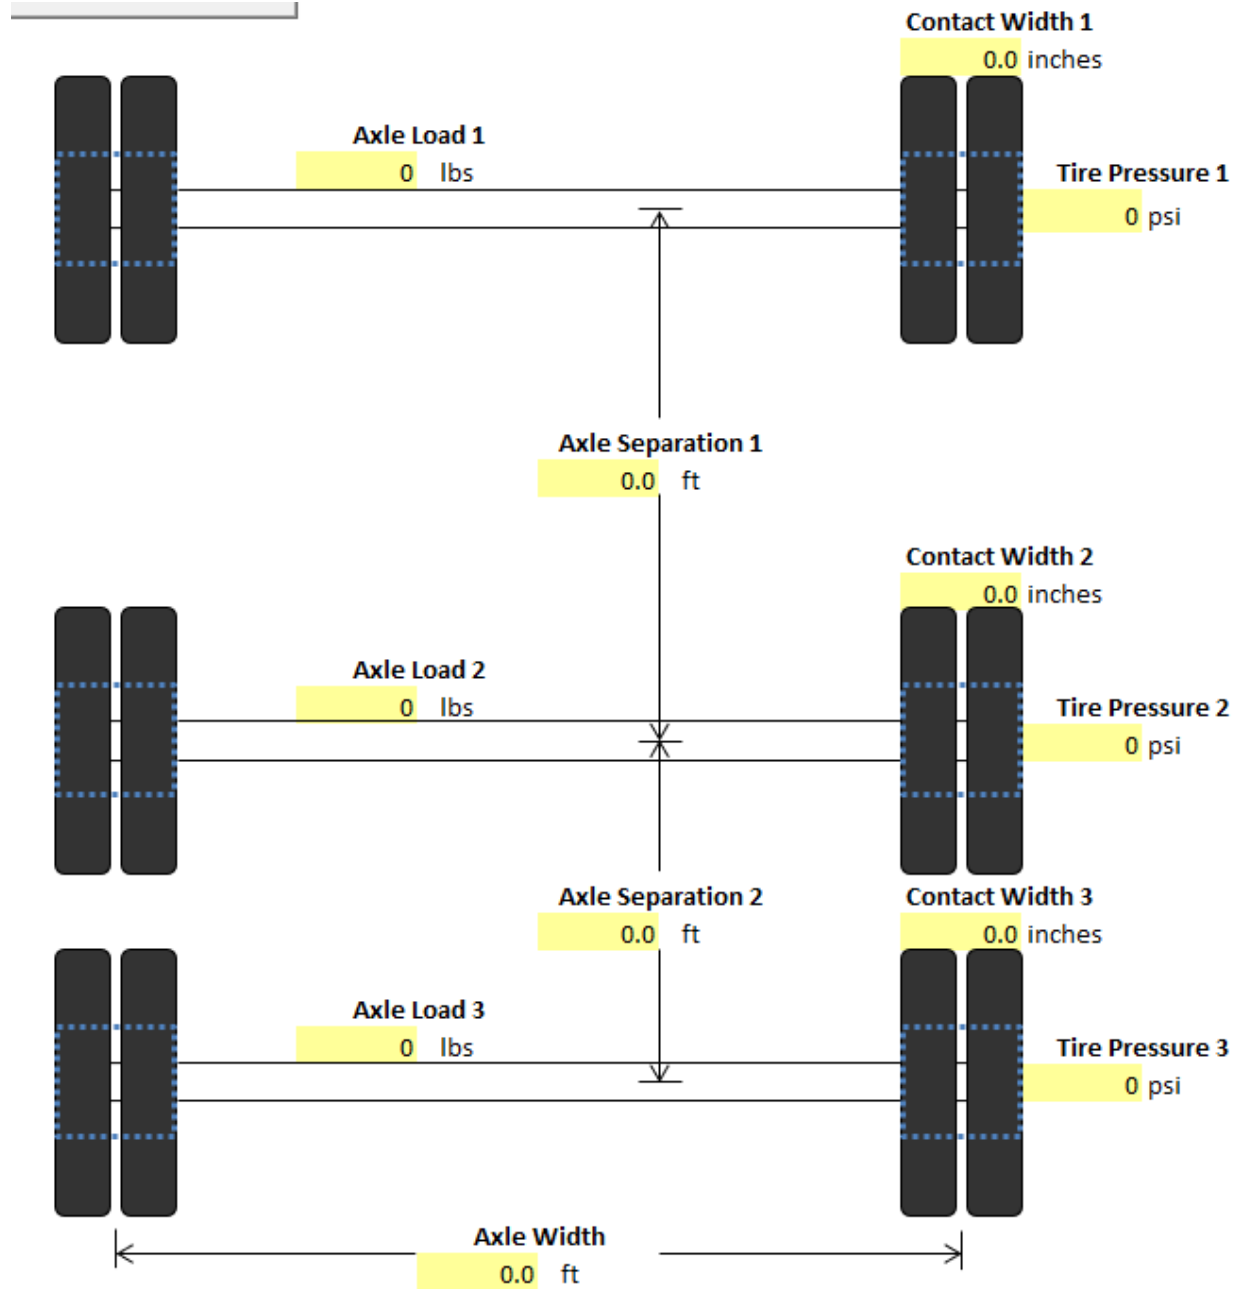 Contact Width 1
0.0 inches
Axle Load 1
0 lbs
Tire Pressure 1
0 psi
Axle Separation 1
0.0 ft
Contact Width 2
0.0 inches
Axle Load 2
0 lbs
Tire Pressure 2
0 psi
Axle Separation 2
0.0 ft
Contact Width 3
0.0 inches
Axle Load 3
0 lbs
Tire Pressure 3
0 psi
Axle Width
0.0 ft